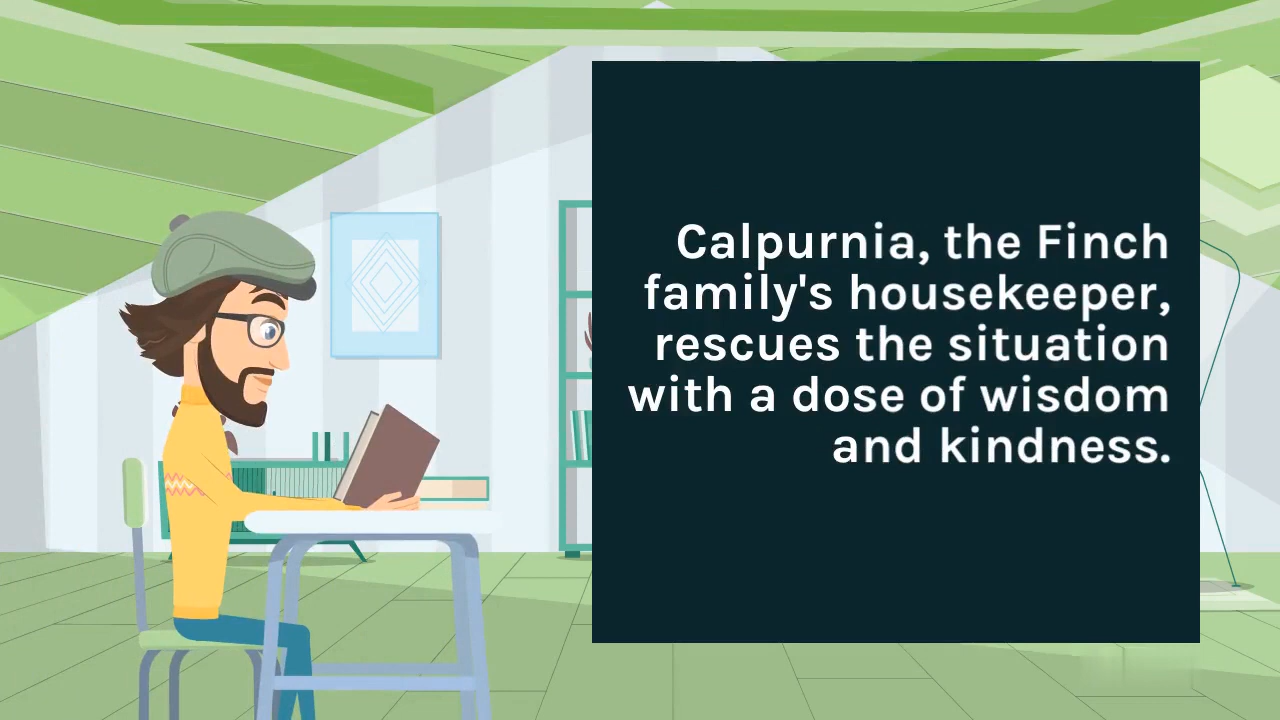 Calpurnia, the Finch
family's housekeeper,
rescues the situation
with a dose of wisdom
and kindness.